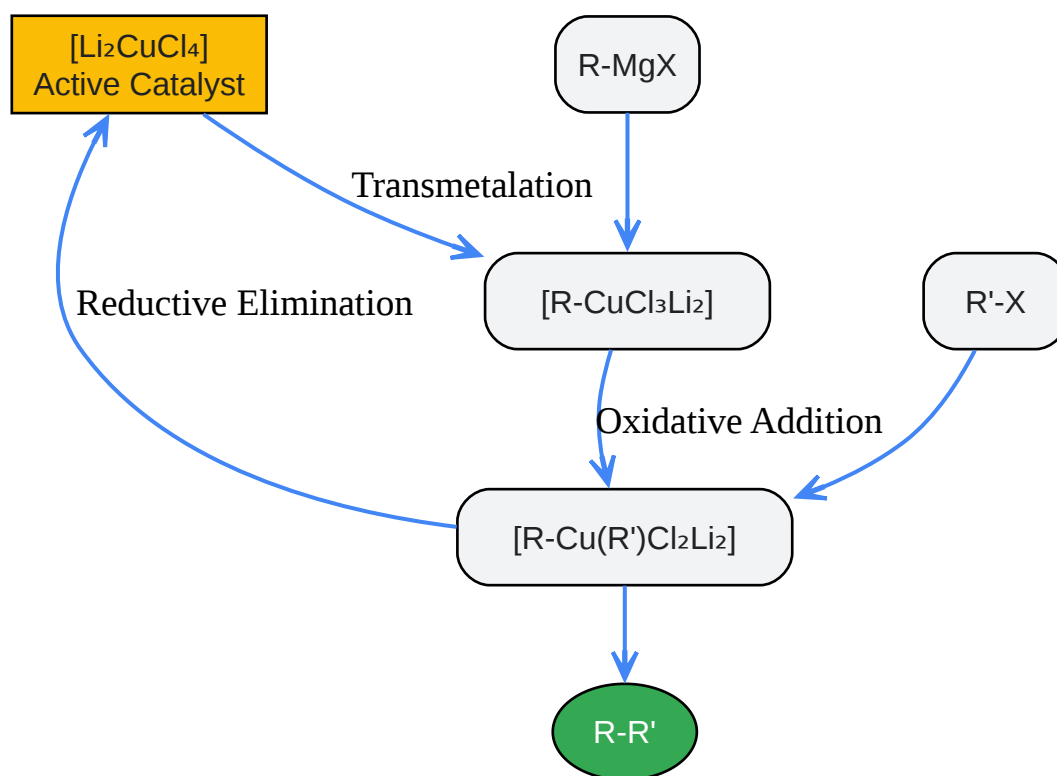 [Li₂CuCl₄]
Active Catalyst
R-MgX
Transmetalation
[R-CuCl₃Li₂]
R'-X
Reductive Elimination
Oxidative Addition
[R-Cu(R')Cl₂Li₂]
R-R'